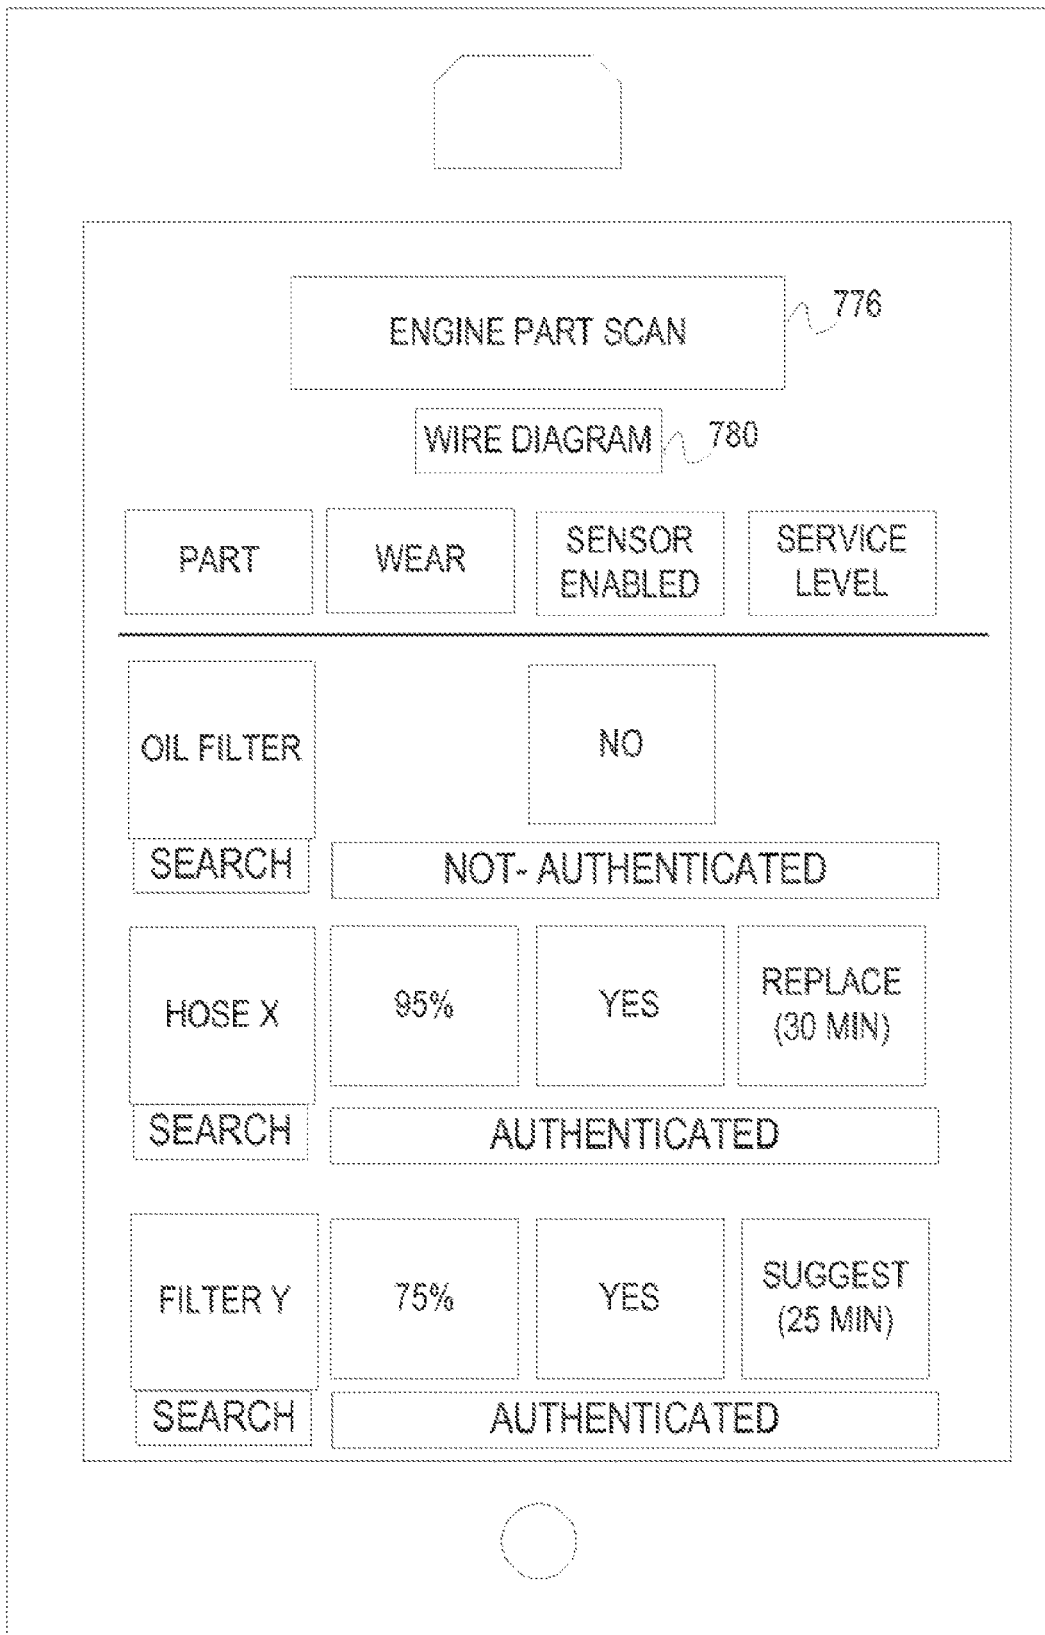 ENGINE PART SCAN
776
WIRE DIAGRAM
780
PART
WEAR
SENSOR
ENABLED
SERVICE
LEVEL
OIL FILTER
NO
SEARCH
NOT- AUTHENTICATED
HOSE X
95%
YES
REPLACE
(30 MIN)
SEARCH
AUTHENTICATED
FILTER Y
75%
YES
SUGGEST
(25 MIN)
SEARCH
AUTHENTICATED